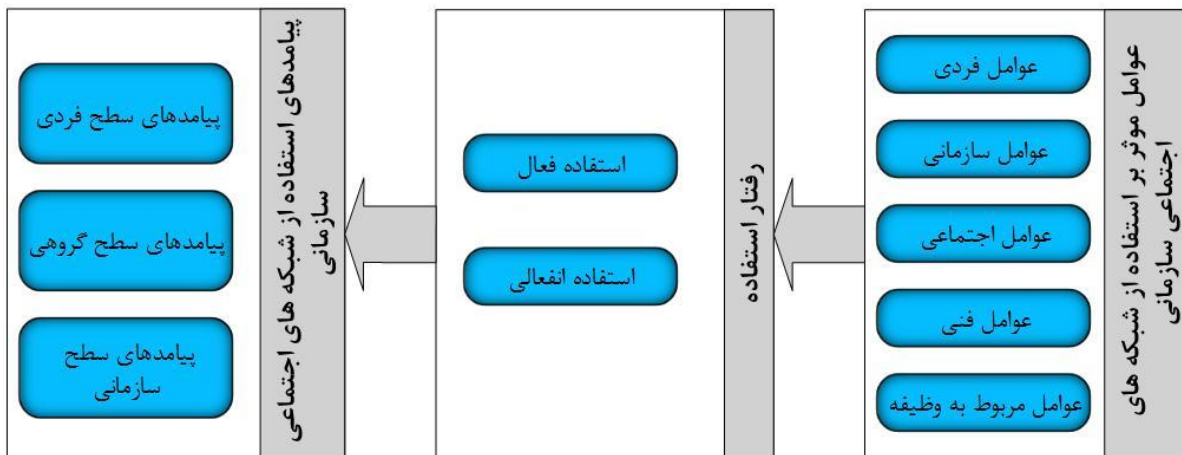 عوامل موثر بر استفاده از شبکه های
اجتماعی سازمانی
عوامل فردی
عوامل سازمانی
عوامل اجتماعی
عوامل فنی
عوامل مربوط به وظیفه
رفتار استفاده
استفاده فعال
استفاده انفعالی
پیامدهای استفاده از شبکه های اجتماعی
سازمانی
پیامدهای سطح فردی
پیامدهای سطح گروهی
پیامدهای سطح
سازمانی